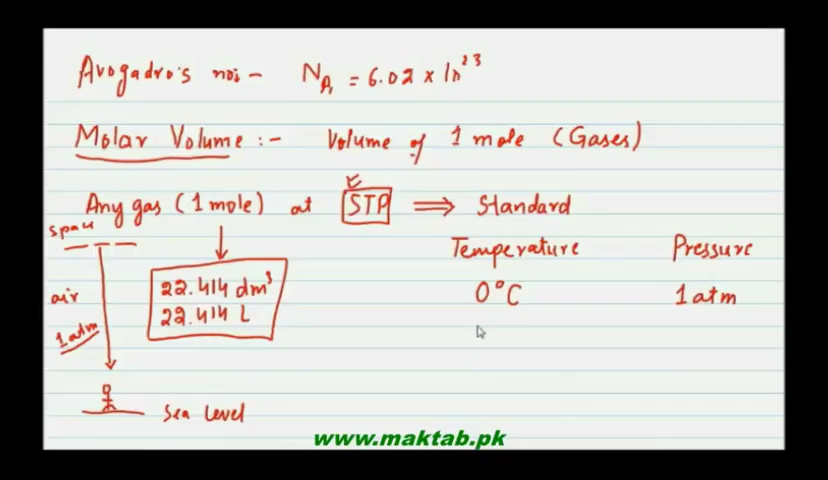 Avogadro's no:- N_A = 6.02 × 10²³
Molar Volume :- Volume of 1 mole (Gases)
Any gas (1 mole) at STP ⟹ Standard
Temperature Pressure
0°C 1 atm
space
air
1 atm
22.414 dm³
22.414 L
Sea Level
www.maktab.pk